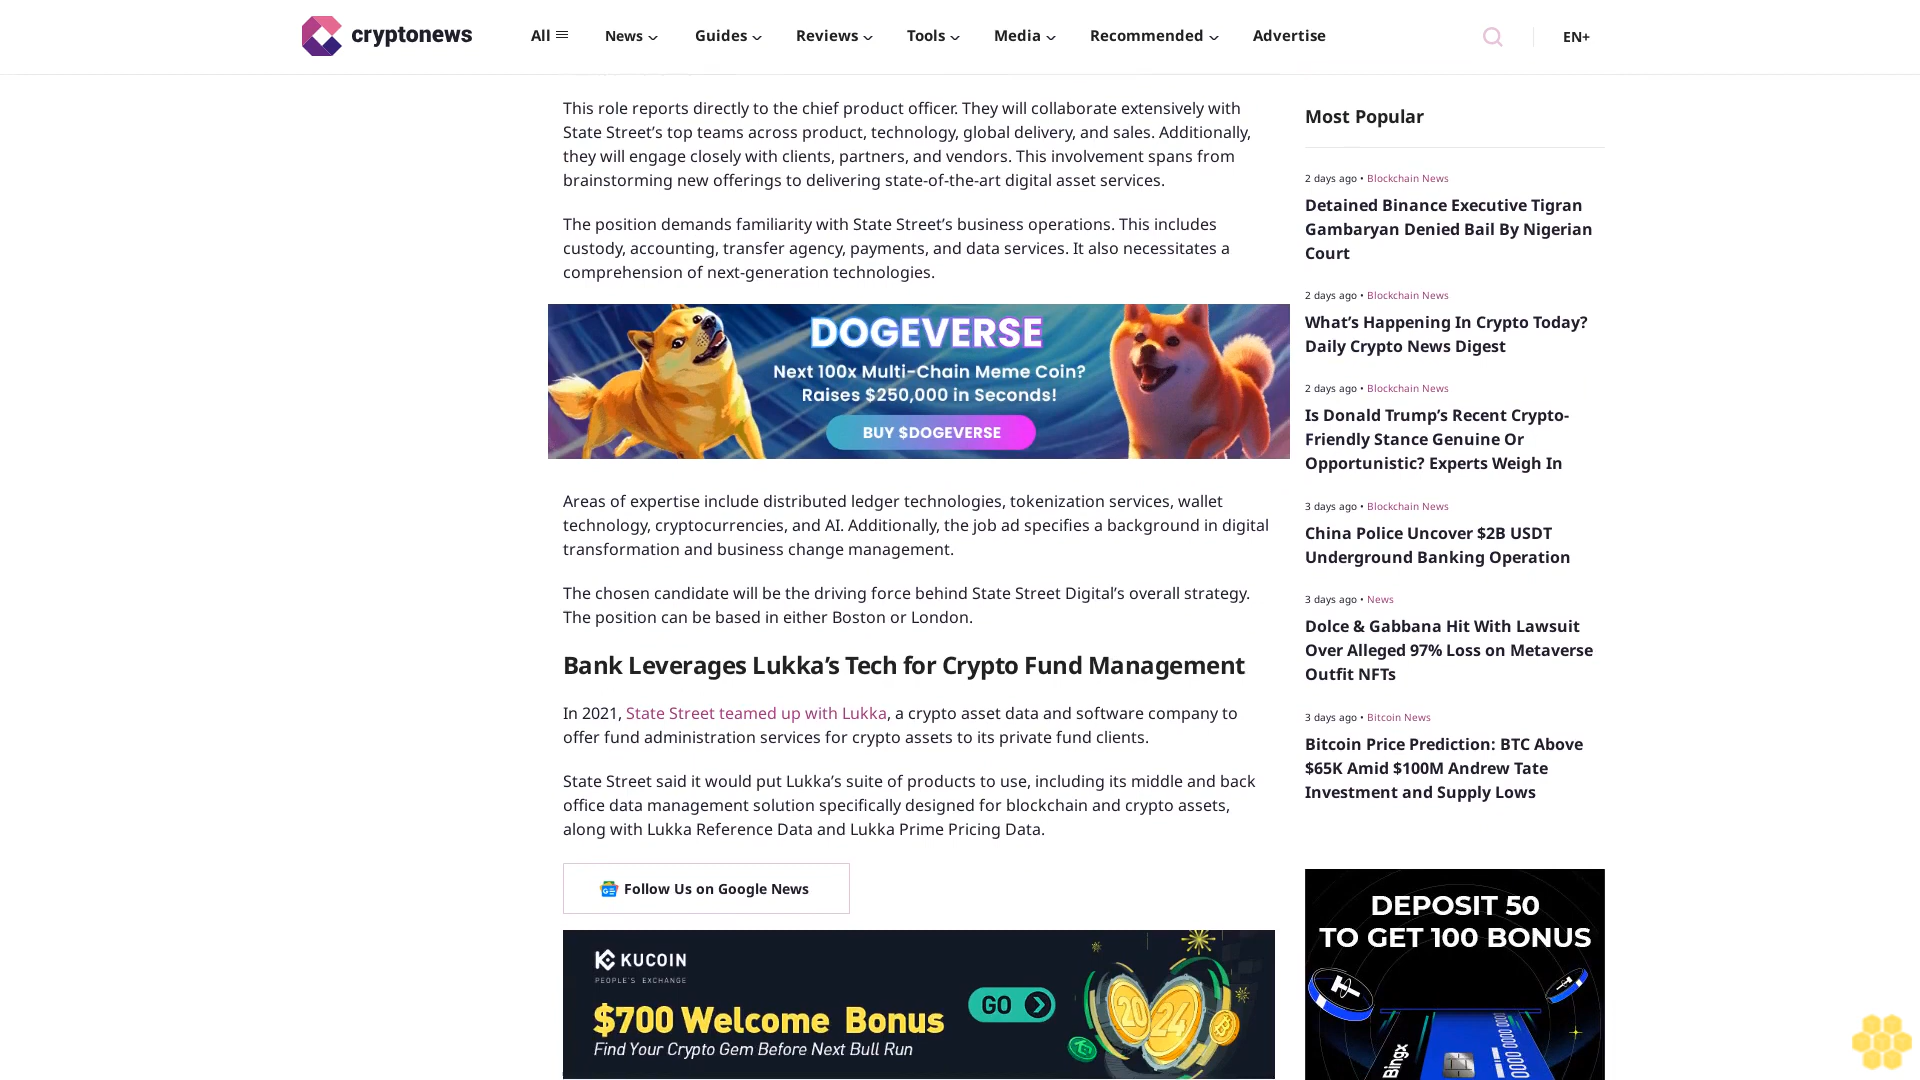 cryptonews
All
News
Guides
Reviews
Tools
Media
Recommended
Advertise
EN+
This role reports directly to the chief product officer. They will collaborate extensively with
State Street’s top teams across product, technology, global delivery, and sales. Additionally,
they will engage closely with clients, partners, and vendors. This involvement spans from
brainstorming new offerings to delivering state-of-the-art digital asset services.
The position demands familiarity with State Street’s business operations. This includes
custody, accounting, transfer agency, payments, and data services. It also necessitates a
comprehension of next-generation technologies.
DOGEVERSE
Next 100x Multi-Chain Meme Coin?
Raises $250,000 in Seconds!
BUY $DOGEVERSE
Areas of expertise include distributed ledger technologies, tokenization services, wallet
technology, cryptocurrencies, and AI. Additionally, the job ad specifies a background in digital
transformation and business change management.
The chosen candidate will be the driving force behind State Street Digital’s overall strategy.
The position can be based in either Boston or London.
Bank Leverages Lukka’s Tech for Crypto Fund Management
In 2021, State Street teamed up with Lukka, a crypto asset data and software company to
offer fund administration services for crypto assets to its private fund clients.
State Street said it would put Lukka’s suite of products to use, including its middle and back
office data management solution specifically designed for blockchain and crypto assets,
along with Lukka Reference Data and Lukka Prime Pricing Data.
Follow Us on Google News
KUCOIN
PEOPLE'S EXCHANGE
$700 Welcome Bonus
Find Your Crypto Gem Before Next Bull Run
GO
20
24
Most Popular
2 days ago • Blockchain News
Detained Binance Executive Tigran
Gambaryan Denied Bail By Nigerian
Court
2 days ago • Blockchain News
What’s Happening In Crypto Today?
Daily Crypto News Digest
2 days ago • Blockchain News
Is Donald Trump’s Recent Crypto-
Friendly Stance Genuine Or
Opportunistic? Experts Weigh In
3 days ago • Blockchain News
China Police Uncover $2B USDT
Underground Banking Operation
3 days ago • News
Dolce & Gabbana Hit With Lawsuit
Over Alleged 97% Loss on Metaverse
Outfit NFTs
3 days ago • Bitcoin News
Bitcoin Price Prediction: BTC Above
$65K Amid $100M Andrew Tate
Investment and Supply Lows
DEPOSIT 50
TO GET 100 BONUS
Bingx